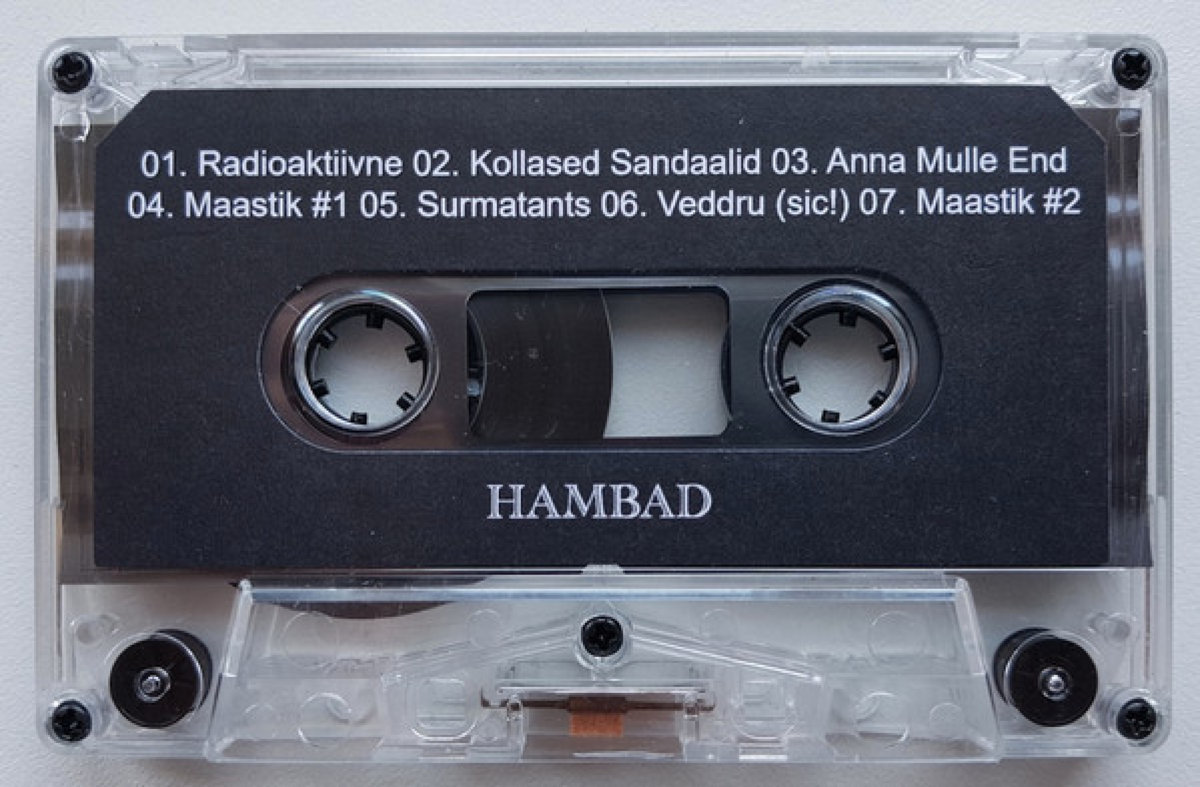 01. Radioaktiivne 02. Kollased Sandaalid 03. Anna Mulle End
04. Maastik #1 05. Surmatants 06. Veddru (sic!) 07. Maastik #2
HAMBAD